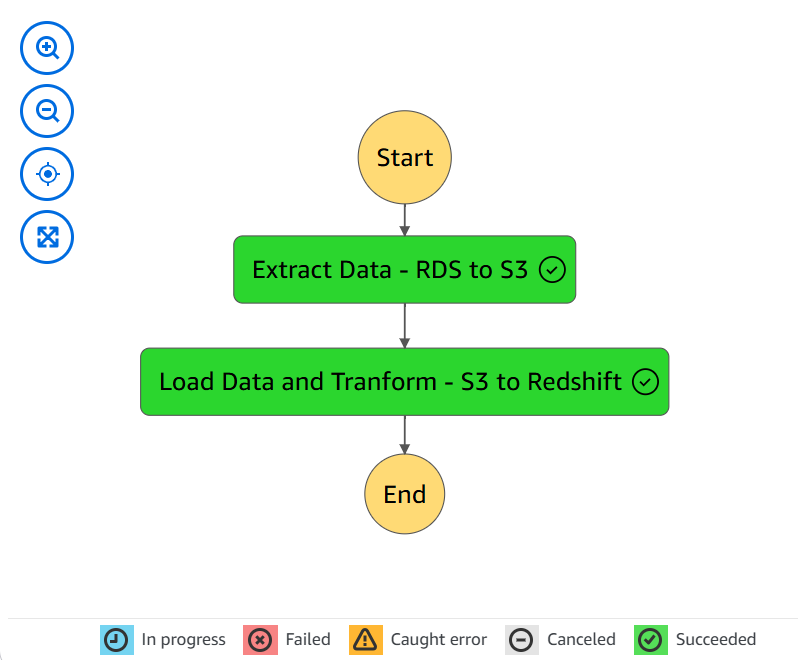 Start
Extract Data - RDS to S3
Load Data and Tranform - S3 to Redshift
End
In progress Failed Caught error Canceled Succeeded